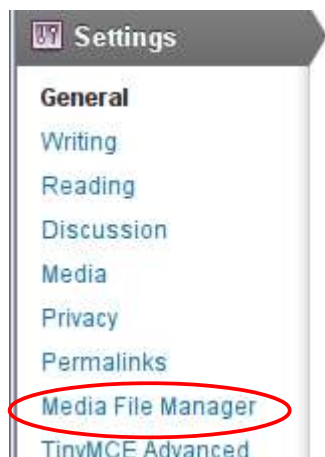 Settings
General
Writing
Reading
Discussion
Media
Privacy
Permalinks
Media File Manager
TinyMCE Advanced